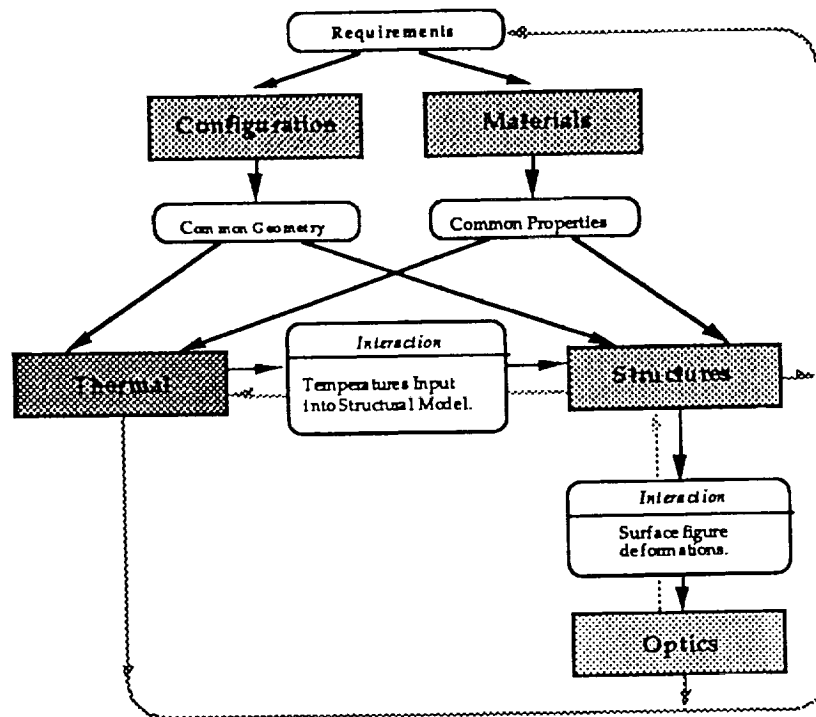 Requirements
Configuration
Materials
Common Geometry
Common Properties
Interaction
Temperatures Input
into Structural Model.
Thermal
Structures
Interaction
Surface figure
deformations.
Optics